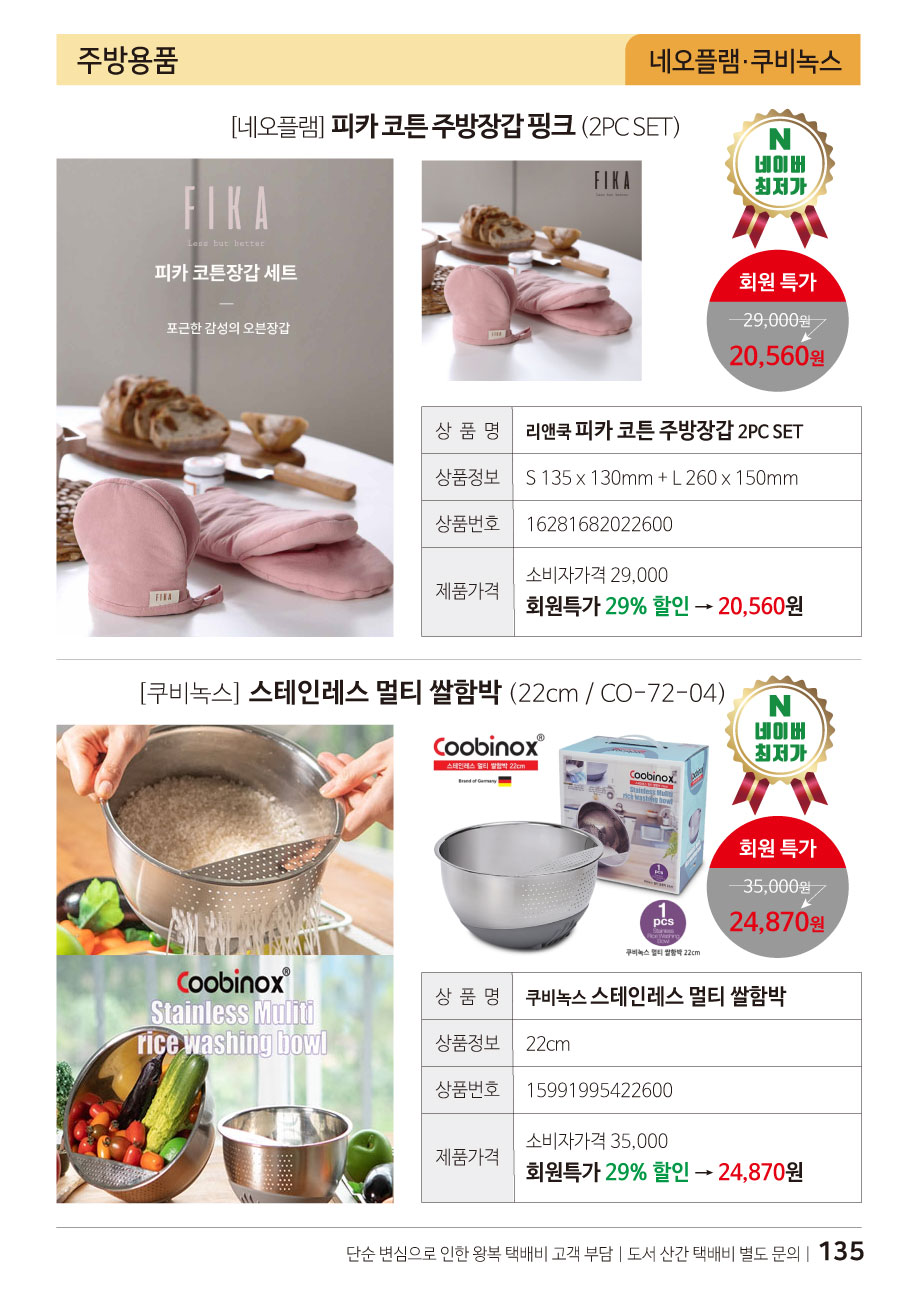 주방용품
네오플램·쿠비녹스
[네오플램] 피카 코튼 주방장갑 핑크 (2PC SET)
FIKA
Less but better
피카 코튼장갑 세트
포근한 감성의 오븐장갑
FIKA
FIKA
Less but better
FIKA
N
네이버
최저가
회원 특가
29,000원
20,560원
상 품 명 리앤쿡 피카 코튼 주방장갑 2PC SET
상품정보 S 135 x 130mm + L 260 x 150mm
상품번호 16281682022600
제품가격 소비자가격 29,000
회원특가 29% 할인 → 20,560원
[쿠비녹스] 스테인레스 멀티 쌀함박 (22cm / CO-72-04)
Coobinox®
Stainless Muliti
rice washing bowl
Coobinox®
스테인레스 멀티 쌀함박 22cm
Brand of Germany
Coobinox®
Stainless Muliti
rice washing bowl
1
pcs
1
pcs
Stainless
Rice Washing
Bowl
쿠비녹스 멀티 쌀함박 22cm
N
네이버
최저가
회원 특가
35,000원
24,870원
상 품 명 쿠비녹스 스테인레스 멀티 쌀함박
상품정보 22cm
상품번호 15991995422600
제품가격 소비자가격 35,000
회원특가 29% 할인 → 24,870원
단순 변심으로 인한 왕복 택배비 고객 부담 | 도서 산간 택배비 별도 문의 | 135